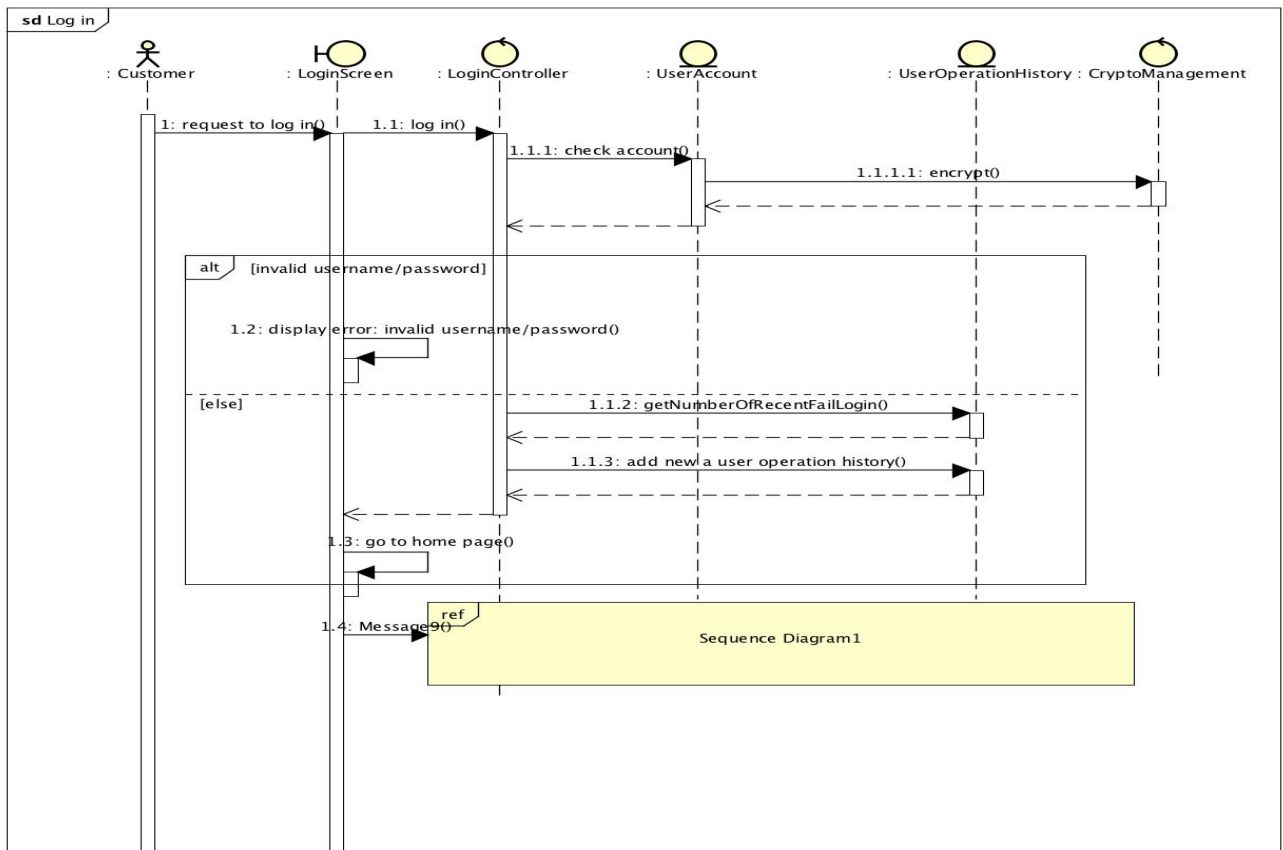 sd Log in
: Customer
: LoginScreen
: LoginController
: UserAccount
: UserOperationHistory
: CryptoManagement
1: request to log in()
1.1: log in()
1.1.1: check account()
1.1.1.1: encrypt()
alt
[invalid username/password]
1.2: display error: invalid username/password()
[else]
1.1.2: getNumberOfRecentFailLogin()
1.1.3: add new a user operation history()
1.3: go to home page()
ref
1.4: Message9()
Sequence Diagram1